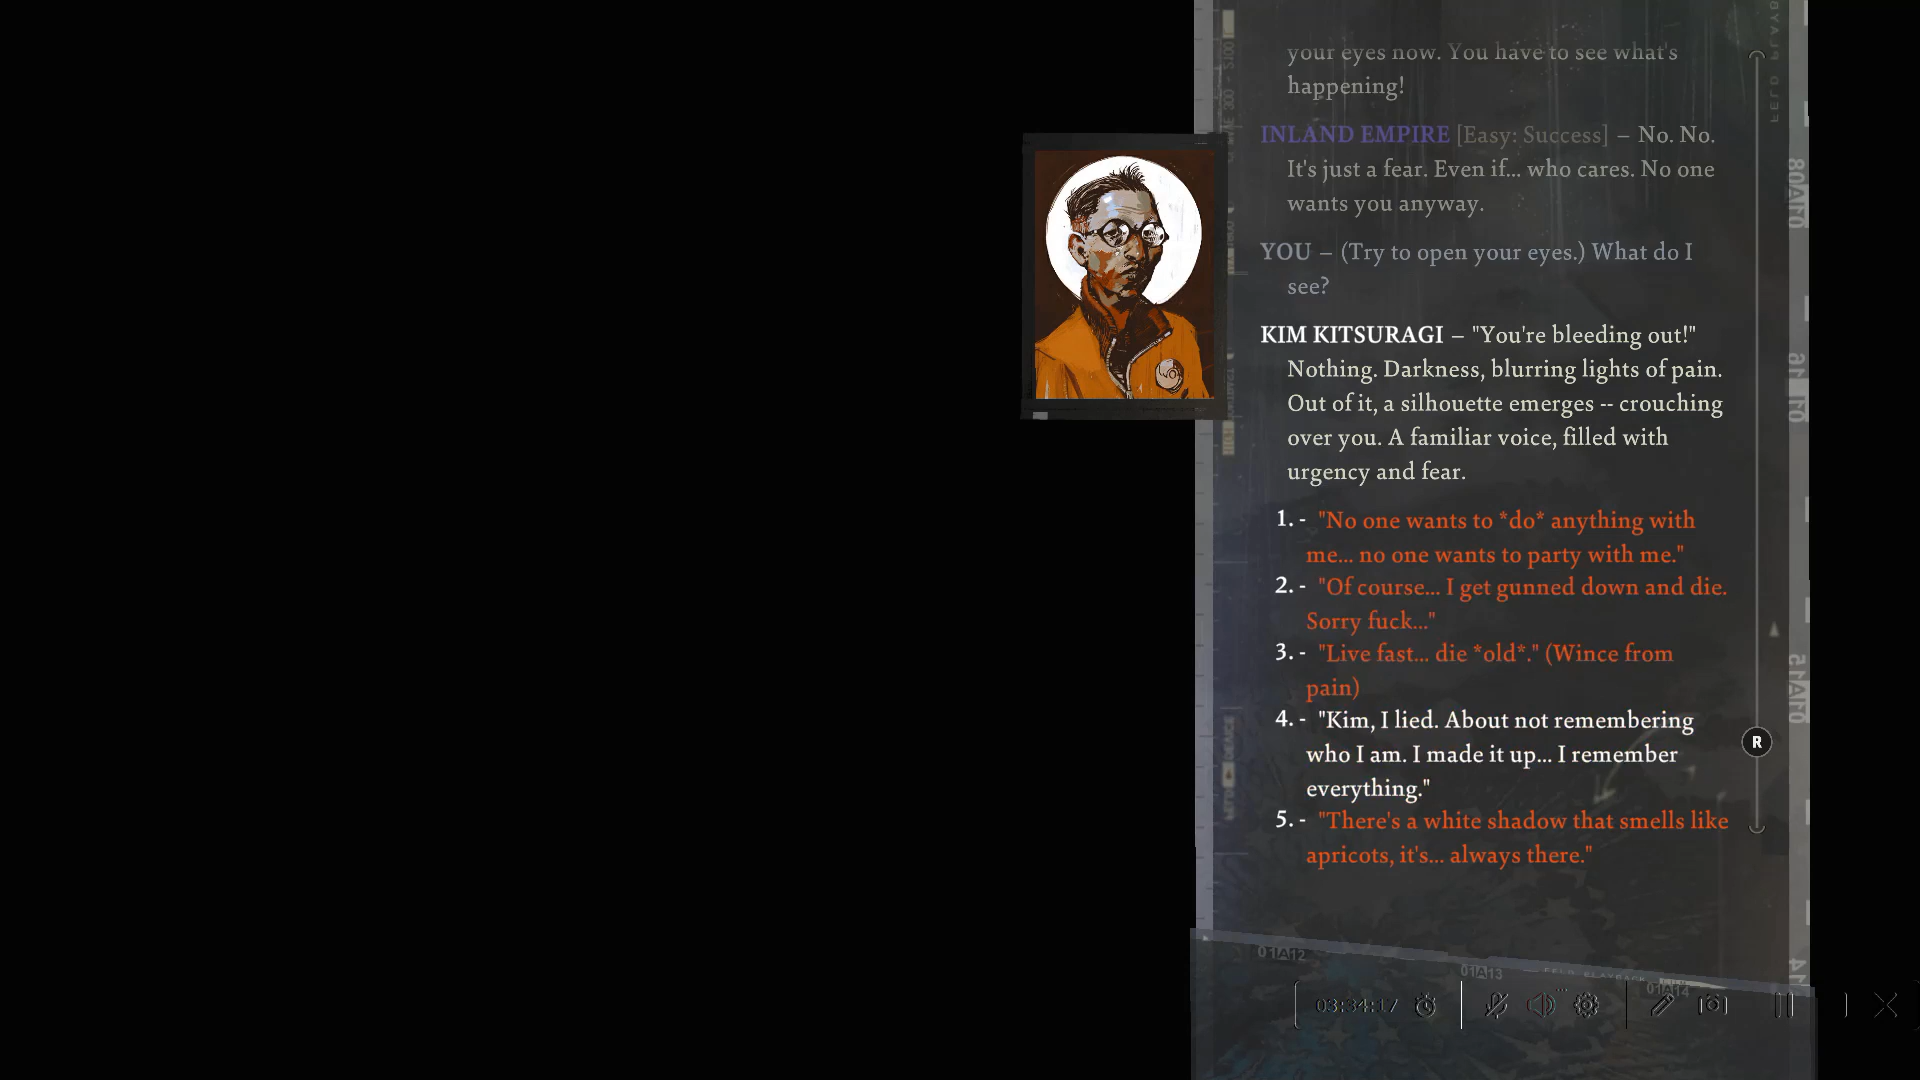 your eyes now. You have to see what's
happening!
INLAND EMPIRE [Easy: Success] – No. No.
It's just a fear. Even if... who cares. No one
wants you anyway.
YOU – (Try to open your eyes.) What do I
see?
KIM KITSURAGI – "You're bleeding out!"
Nothing. Darkness, blurring lights of pain.
Out of it, a silhouette emerges -- crouching
over you. A familiar voice, filled with
urgency and fear.
1. - "No one wants to *do* anything with
me... no one wants to party with me."
2. - "Of course... I get gunned down and die.
Sorry fuck..."
3. - "Live fast... die *old*." (Wince from
pain)
4. - "Kim, I lied. About not remembering
who I am. I made it up... I remember
everything."
R
5. - "There's a white shadow that smells like
apricots, it's... always there."
01A12
01A13
FELD PLAYBACK
01A14
03:34:17